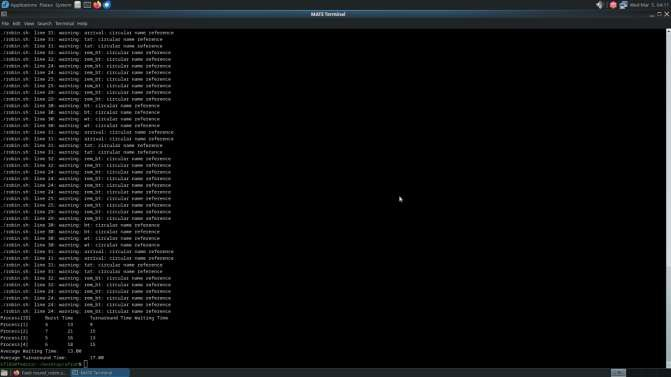 Applications Places System
Wed Mar 5, 04:11
MATE Terminal
File Edit View Search Terminal Help
./robin.sh: line 31: warning: arrival: circular name reference
./robin.sh: line 31: warning: tat: circular name reference
./robin.sh: line 31: warning: tat: circular name reference
./robin.sh: line 32: warning: rem_bt: circular name reference
./robin.sh: line 32: warning: rem_bt: circular name reference
./robin.sh: line 24: warning: rem_bt: circular name reference
./robin.sh: line 24: warning: rem_bt: circular name reference
./robin.sh: line 25: warning: rem_bt: circular name reference
./robin.sh: line 25: warning: rem_bt: circular name reference
./robin.sh: line 29: warning: rem_bt: circular name reference
./robin.sh: line 29: warning: rem_bt: circular name reference
./robin.sh: line 30: warning: bt: circular name reference
./robin.sh: line 30: warning: bt: circular name reference
./robin.sh: line 30: warning: wt: circular name reference
./robin.sh: line 30: warning: wt: circular name reference
./robin.sh: line 31: warning: arrival: circular name reference
./robin.sh: line 31: warning: arrival: circular name reference
./robin.sh: line 31: warning: tat: circular name reference
./robin.sh: line 31: warning: tat: circular name reference
./robin.sh: line 32: warning: rem_bt: circular name reference
./robin.sh: line 32: warning: rem_bt: circular name reference
./robin.sh: line 24: warning: rem_bt: circular name reference
./robin.sh: line 24: warning: rem_bt: circular name reference
./robin.sh: line 24: warning: rem_bt: circular name reference
./robin.sh: line 24: warning: rem_bt: circular name reference
./robin.sh: line 25: warning: rem_bt: circular name reference
./robin.sh: line 25: warning: rem_bt: circular name reference
./robin.sh: line 29: warning: rem_bt: circular name reference
./robin.sh: line 29: warning: rem_bt: circular name reference
./robin.sh: line 30: warning: bt: circular name reference
./robin.sh: line 30: warning: bt: circular name reference
./robin.sh: line 30: warning: wt: circular name reference
./robin.sh: line 30: warning: wt: circular name reference
./robin.sh: line 31: warning: arrival: circular name reference
./robin.sh: line 31: warning: arrival: circular name reference
./robin.sh: line 31: warning: tat: circular name reference
./robin.sh: line 31: warning: tat: circular name reference
./robin.sh: line 32: warning: rem_bt: circular name reference
./robin.sh: line 32: warning: rem_bt: circular name reference
./robin.sh: line 24: warning: rem_bt: circular name reference
./robin.sh: line 24: warning: rem_bt: circular name reference
./robin.sh: line 24: warning: rem_bt: circular name reference
./robin.sh: line 24: warning: rem_bt: circular name reference
Process[ID] Burst Time Turnaround Time Waiting Time
Process[1] 4 13 9
Process[2] 7 21 15
Process[3] 5 16 13
Process[4] 6 18 15
Average Waiting Time: 13.00
Average Turnaround Time: 17.00
MATE Terminal